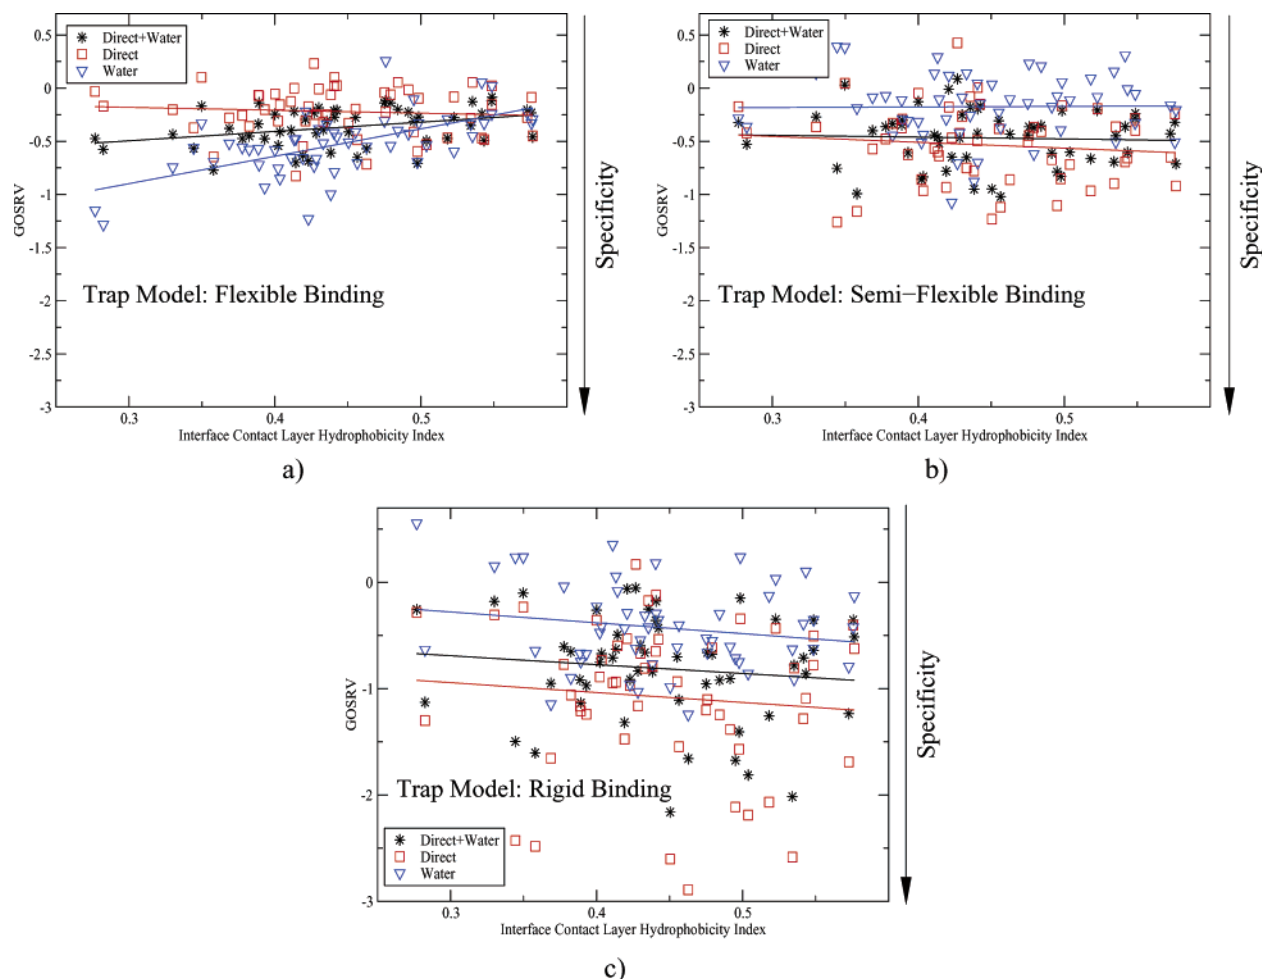 0.5
0
-0.5
-1
-1.5
-2
-2.5
-3
GOSRV
Direct+Water
Direct
Water
Trap Model: Flexible Binding
0.3
0.4
0.5
Interface Contact Layer Hydrophobicity Index
Specificity
a)
0.5
0
-0.5
-1
-1.5
-2
-2.5
-3
GOSRV
Direct+Water
Direct
Water
Trap Model: Semi−Flexible Binding
0.3
0.4
0.5
Interface Contact Layer Hydrophobicity Index
Specificity
b)
0
-1
-2
-3
GOSRV
Trap Model: Rigid Binding
Direct+Water
Direct
Water
0.3
0.4
0.5
Interface Contact Layer Hydrophobicity Index
Specificity
c)